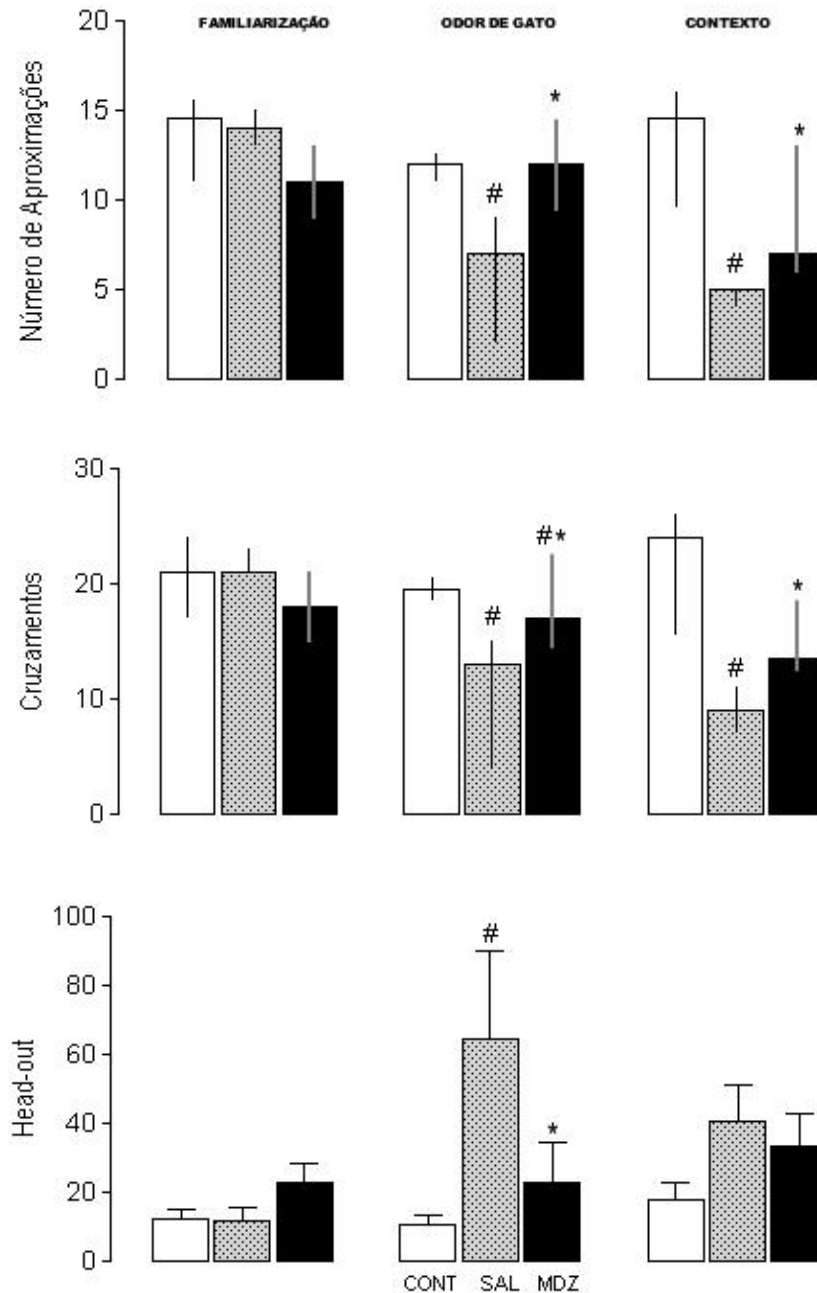 FAMILIARIZAÇÃO ODOR DE GATO CONTEXTO
Número de Aproximações
20
15
10
5
0
* * # #
Cruzamentos
30
20
10
0
#* # * #
Head-out
100
80
60
40
20
0
# *
CONT SAL MDZ